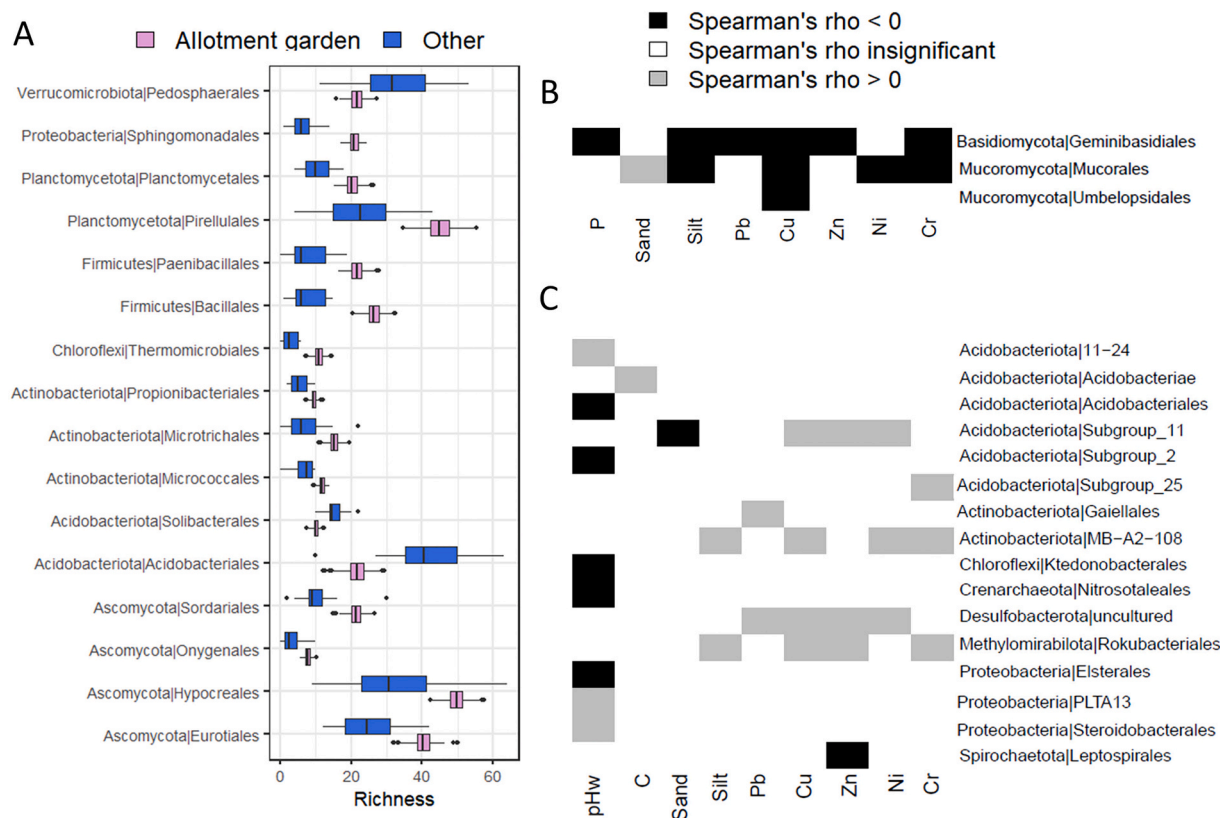 A
Allotment garden
Other
Verrucomicrobiota|Pedosphaerales
Proteobacteria|Sphingomonadales
Planctomycetota|Planctomycetales
Planctomycetota|Pirellulales
Firmicutes|Paenibacillales
Firmicutes|Bacillales
Chloroflexi|Thermomicrobiales
Actinobacteriota|Propionibacteriales
Actinobacteriota|Microtrichales
Actinobacteriota|Micrococcales
Acidobacteriota|Solibacterales
Acidobacteriota|Acidobacteriales
Ascomycota|Sordariales
Ascomycota|Onygenales
Ascomycota|Hypocreales
Ascomycota|Eurotiales
0 20 40 60
Richness
Spearman's rho < 0
Spearman's rho insignificant
Spearman's rho > 0
B
Basidiomycota|Geminibasidiales
Mucoromycota|Mucorales
Mucoromycota|Umbelopsidales
P Sand Silt Pb Cu Zn Ni Cr
C
Acidobacteriota|11−24
Acidobacteriota|Acidobacteriae
Acidobacteriota|Acidobacteriales
Acidobacteriota|Subgroup_11
Acidobacteriota|Subgroup_2
Acidobacteriota|Subgroup_25
Actinobacteriota|Gaiellales
Actinobacteriota|MB−A2−108
Chloroflexi|Ktedonobacterales
Crenarchaeota|Nitrosotaleales
Desulfobacterota|uncultured
Methylomirabilota|Rokubacteriales
Proteobacteria|Elsterales
Proteobacteria|PLTA13
Proteobacteria|Steroidobacterales
Spirochaetota|Leptospirales
pHw C Sand Silt Pb Cu Zn Ni Cr